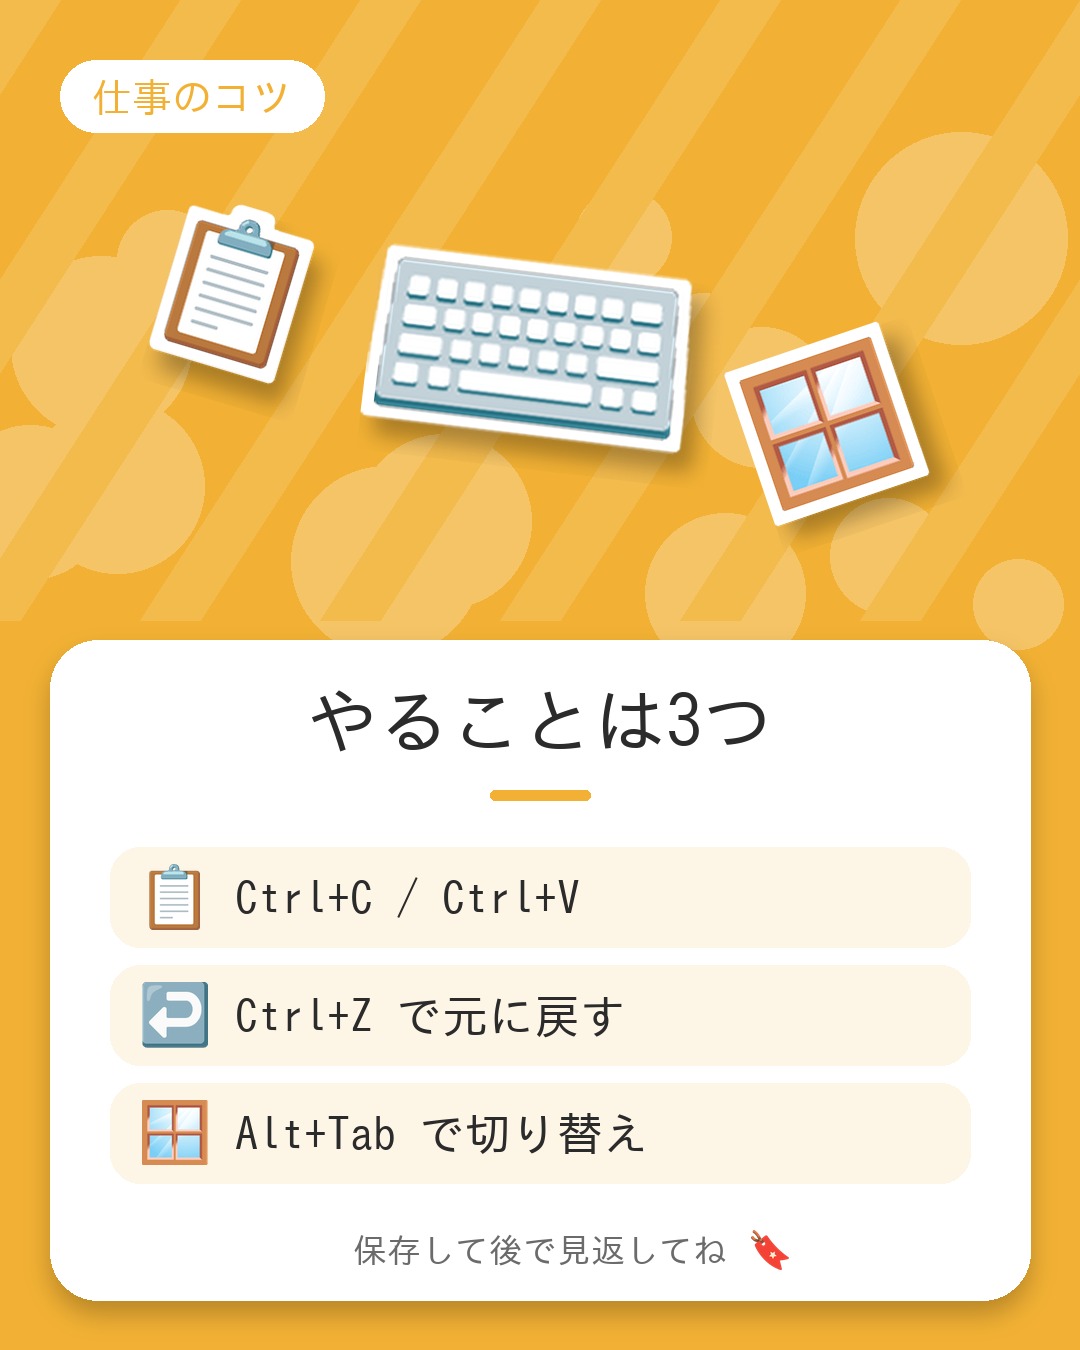 仕事のコツ
やることは3つ
Ctrl+C / Ctrl+V
Ctrl+Z で元に戻す
Alt+Tab で切り替え
保存して後で見返してね